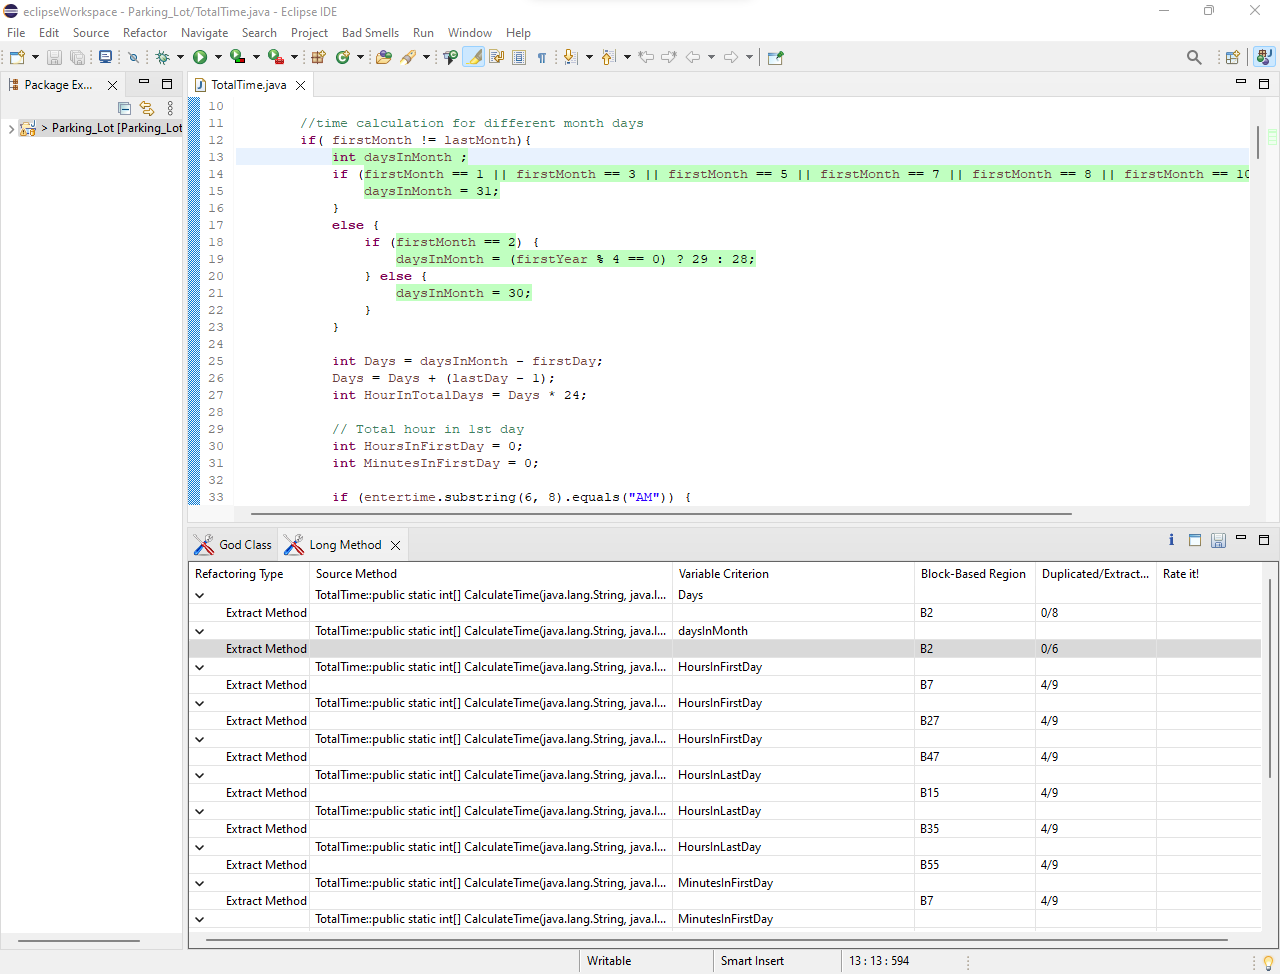 eclipseWorkspace - Parking_Lot/TotalTime.java - Eclipse IDE
File Edit Source Refactor Navigate Search Project Bad Smells Run Window Help
Package Ex...
TotalTime.java
> Parking_Lot [Parking_Lot
10
11 //time calculation for different month days
12 if( firstMonth != lastMonth){
13 int daysInMonth ;
14 if (firstMonth == 1 || firstMonth == 3 || firstMonth == 5 || firstMonth == 7 || firstMonth == 8 || firstMonth == 10
15 daysInMonth = 31;
16 }
17 else {
18 if (firstMonth == 2) {
19 daysInMonth = (firstYear % 4 == 0) ? 29 : 28;
20 } else {
21 daysInMonth = 30;
22 }
23 }
24
25 int Days = daysInMonth - firstDay;
26 Days = Days + (lastDay - 1);
27 int HourInTotalDays = Days * 24;
28
29 // Total hour in 1st day
30 int HoursInFirstDay = 0;
31 int MinutesInFirstDay = 0;
32
33 if (entertime.substring(6, 8).equals("AM")) {
God Class Long Method
Refactoring Type Source Method Variable Criterion Block-Based Region Duplicated/Extract... Rate it!
TotalTime::public static int[] CalculateTime(java.lang.String, java.l... Days
Extract Method B2 0/8
TotalTime::public static int[] CalculateTime(java.lang.String, java.l... daysInMonth
Extract Method B2 0/6
TotalTime::public static int[] CalculateTime(java.lang.String, java.l... HoursInFirstDay
Extract Method B7 4/9
TotalTime::public static int[] CalculateTime(java.lang.String, java.l... HoursInFirstDay
Extract Method B27 4/9
TotalTime::public static int[] CalculateTime(java.lang.String, java.l... HoursInFirstDay
Extract Method B47 4/9
TotalTime::public static int[] CalculateTime(java.lang.String, java.l... HoursInLastDay
Extract Method B15 4/9
TotalTime::public static int[] CalculateTime(java.lang.String, java.l... HoursInLastDay
Extract Method B35 4/9
TotalTime::public static int[] CalculateTime(java.lang.String, java.l... HoursInLastDay
Extract Method B55 4/9
TotalTime::public static int[] CalculateTime(java.lang.String, java.l... MinutesInFirstDay
Extract Method B7 4/9
TotalTime::public static int[] CalculateTime(java.lang.String, java.l... MinutesInFirstDay
Writable Smart Insert 13 : 13 : 594